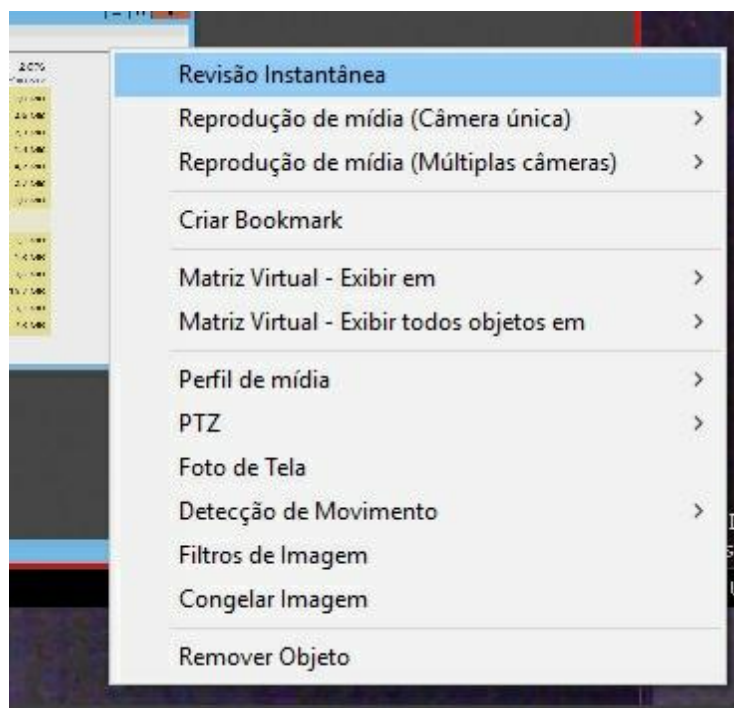 Revisão Instantânea
Reprodução de mídia (Câmera única)
Reprodução de mídia (Múltiplas câmeras)
Criar Bookmark
Matriz Virtual - Exibir em
Matriz Virtual - Exibir todos objetos em
Perfil de mídia
PTZ
Foto de Tela
Detecção de Movimento
Filtros de Imagem
Congelar Imagem
Remover Objeto